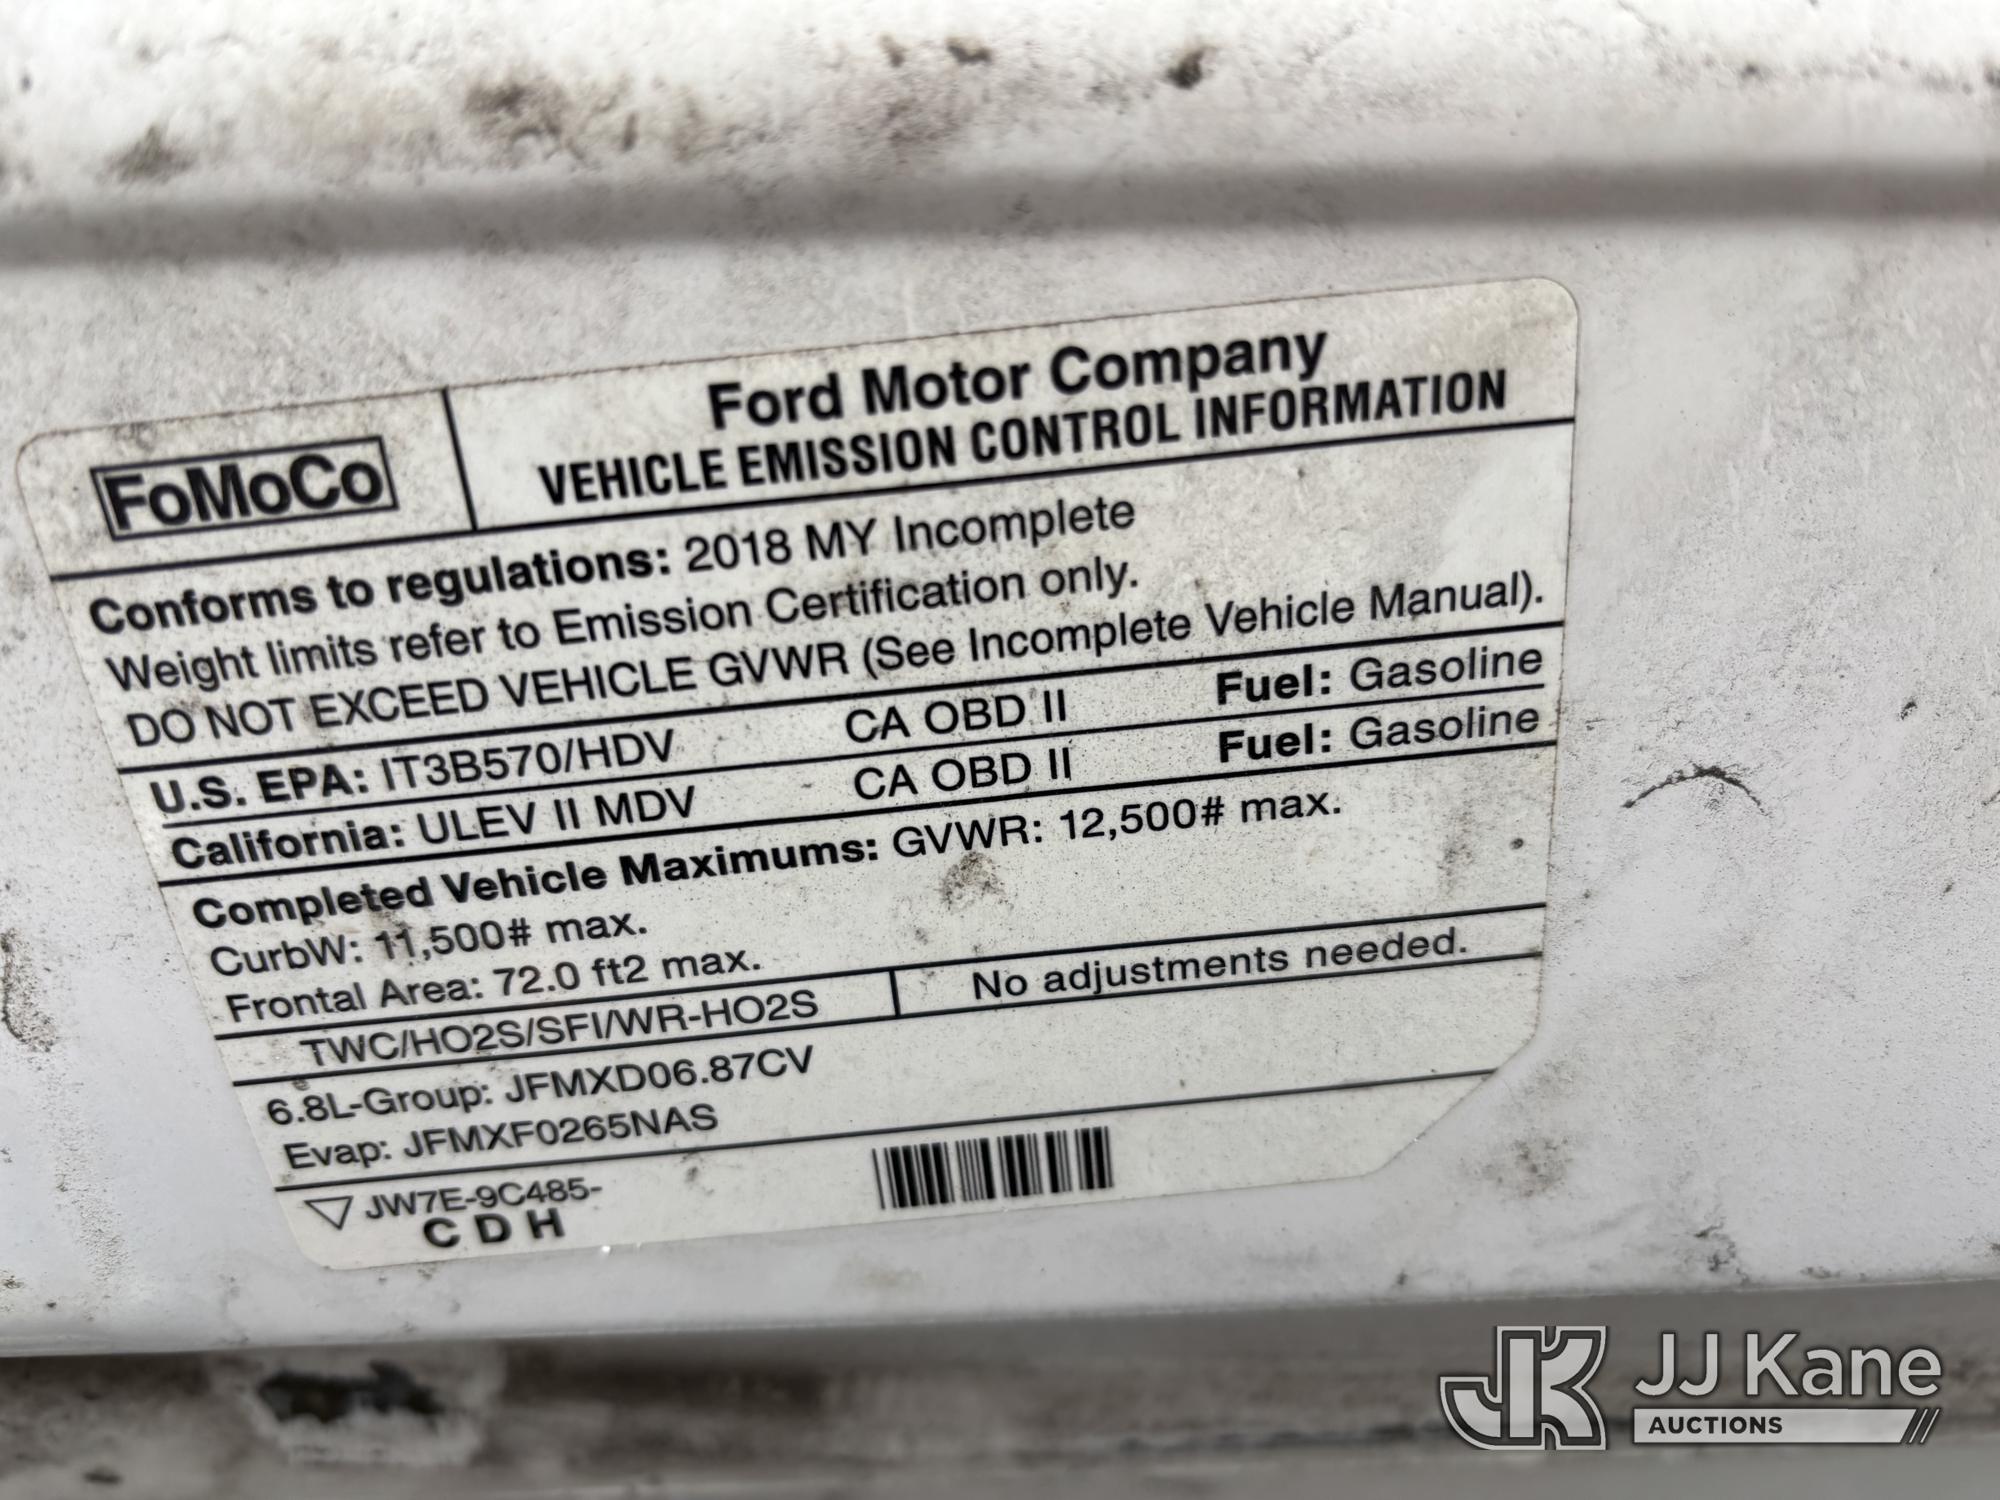 FoMoCo
Ford Motor Company
VEHICLE EMISSION CONTROL INFORMATION
Conforms to regulations: 2018 MY Incomplete
Weight limits refer to Emission Certification only.
DO NOT EXCEED VEHICLE GVWR (See Incomplete Vehicle Manual).
U.S. EPA: IT3B570/HDV CA OBD II Fuel: Gasoline
California: ULEV II MDV CA OBD II Fuel: Gasoline
Completed Vehicle Maximums: GVWR: 12,500# max.
CurbW: 11,500# max.
Frontal Area: 72.0 ft2 max.
TWC/HO2S/SFI/WR-HO2S No adjustments needed.
6.8L-Group: JFMXD06.87CV
Evap: JFMXF0265NAS
JW7E-9C485-
C D H
JK JJ Kane
AUCTIONS